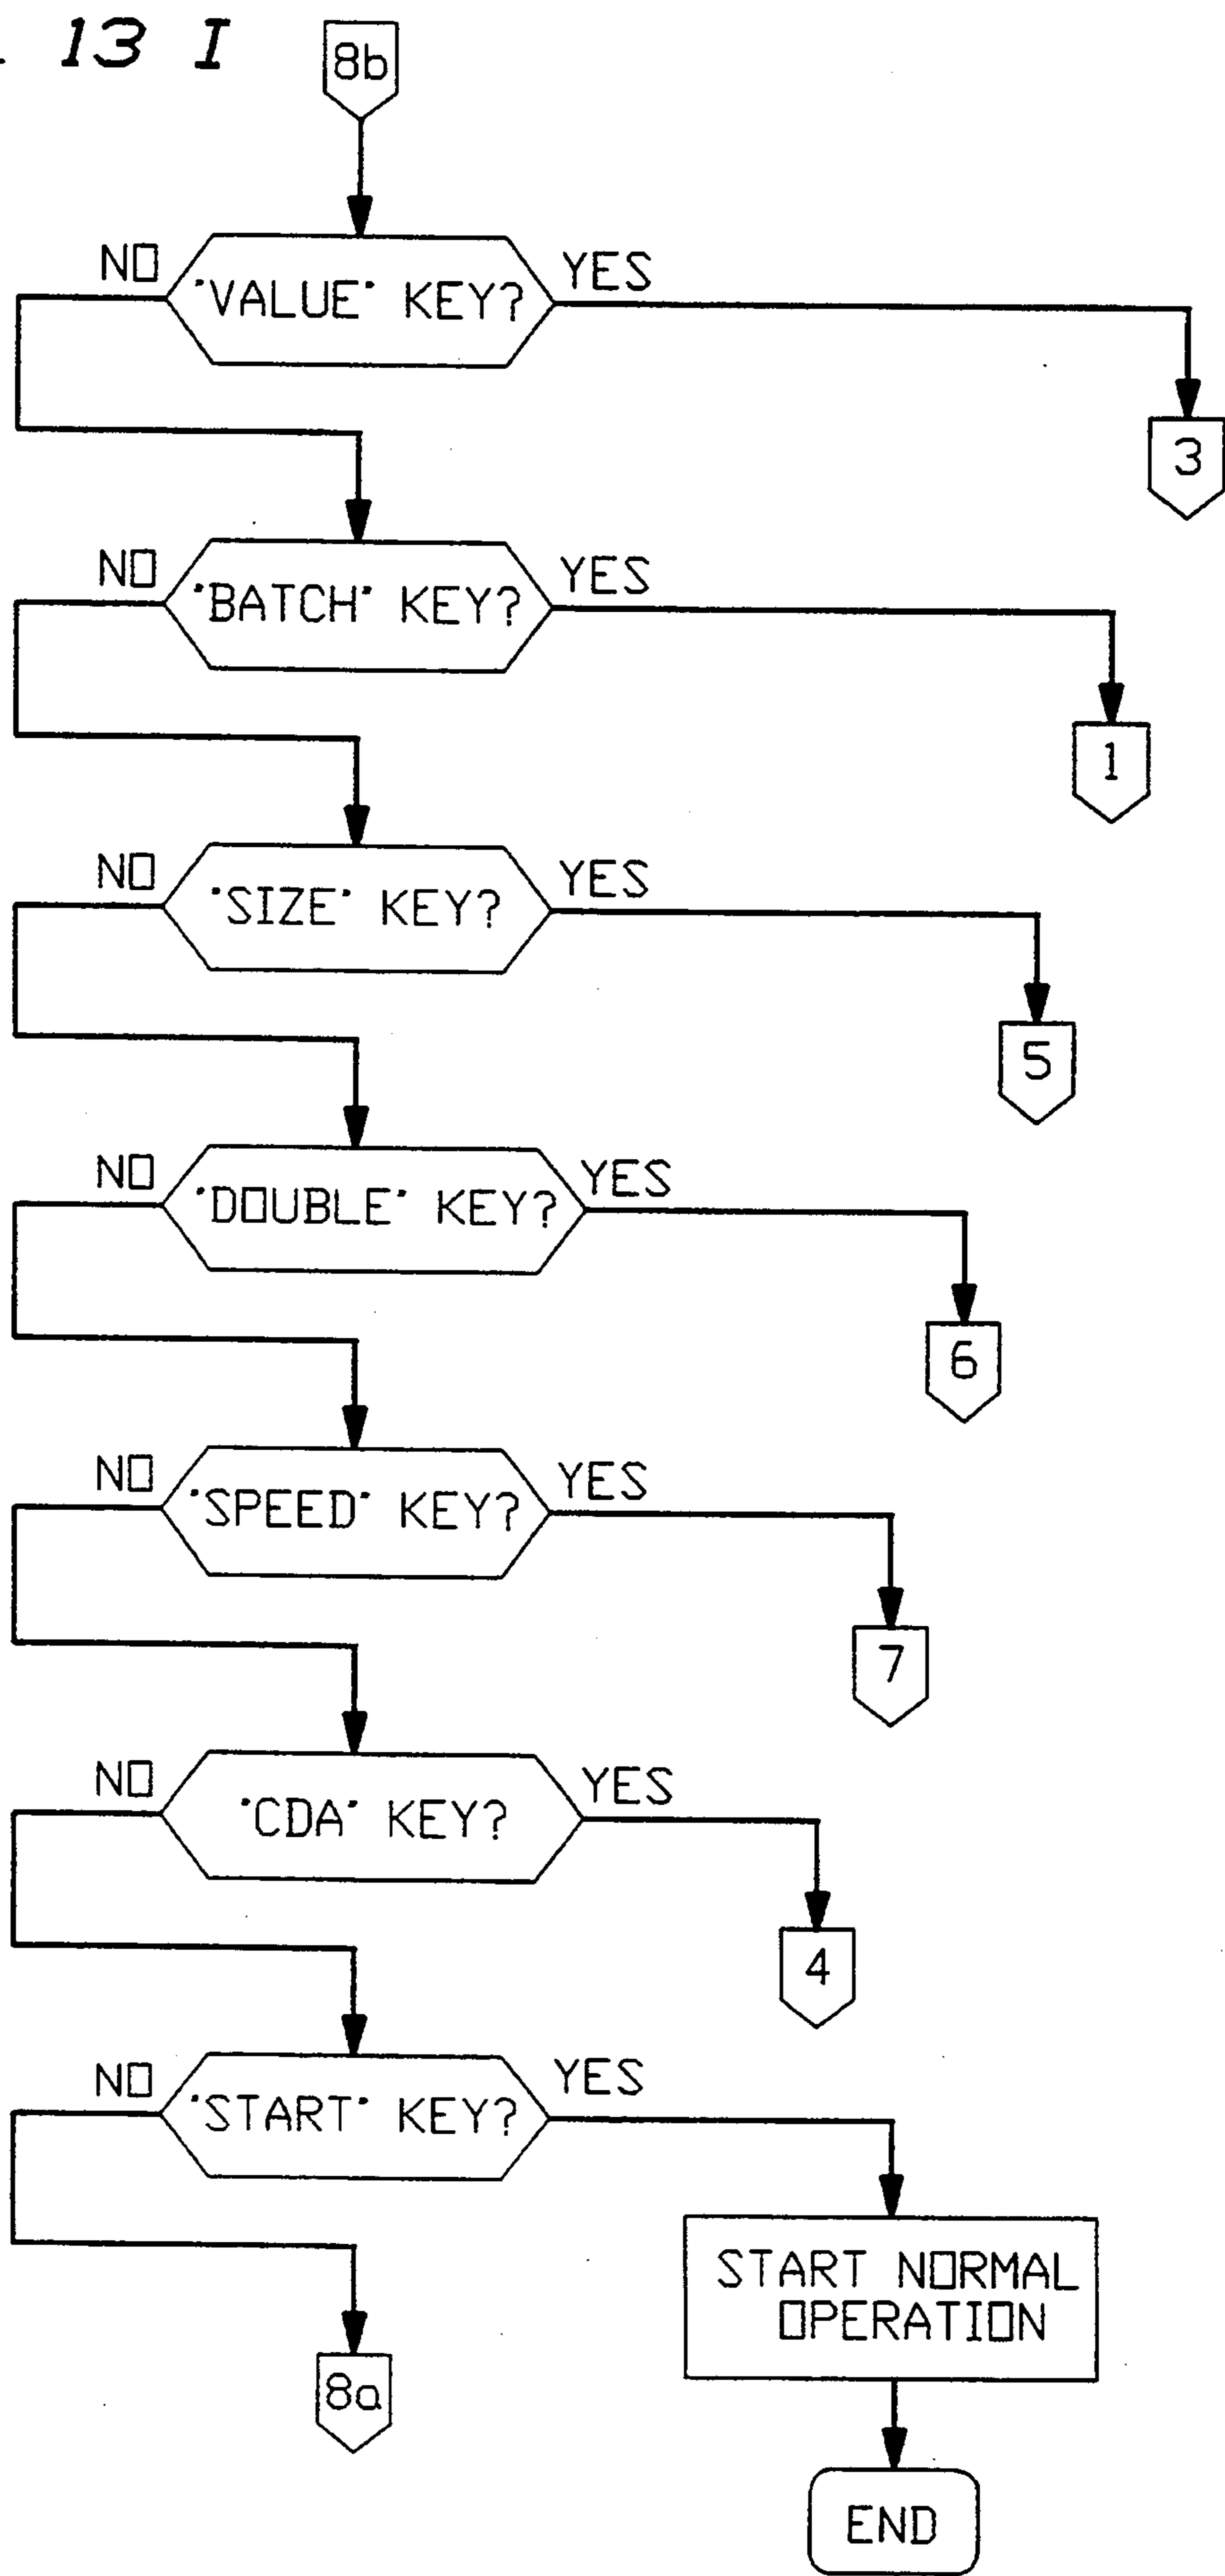 13 I
8b
NO
"VALUE" KEY?
YES
3
NO
"BATCH" KEY?
YES
1
NO
"SIZE" KEY?
YES
5
NO
"DOUBLE" KEY?
YES
6
NO
"SPEED" KEY?
YES
7
NO
"CDA" KEY?
YES
4
NO
"START" KEY?
YES
START NORMAL
OPERATION
8a
END